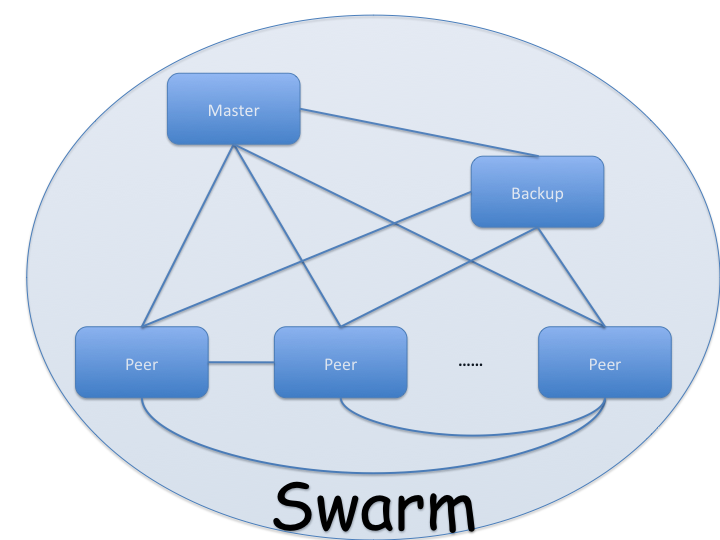 Master
Backup
Peer
Peer
......
Peer
Swarm